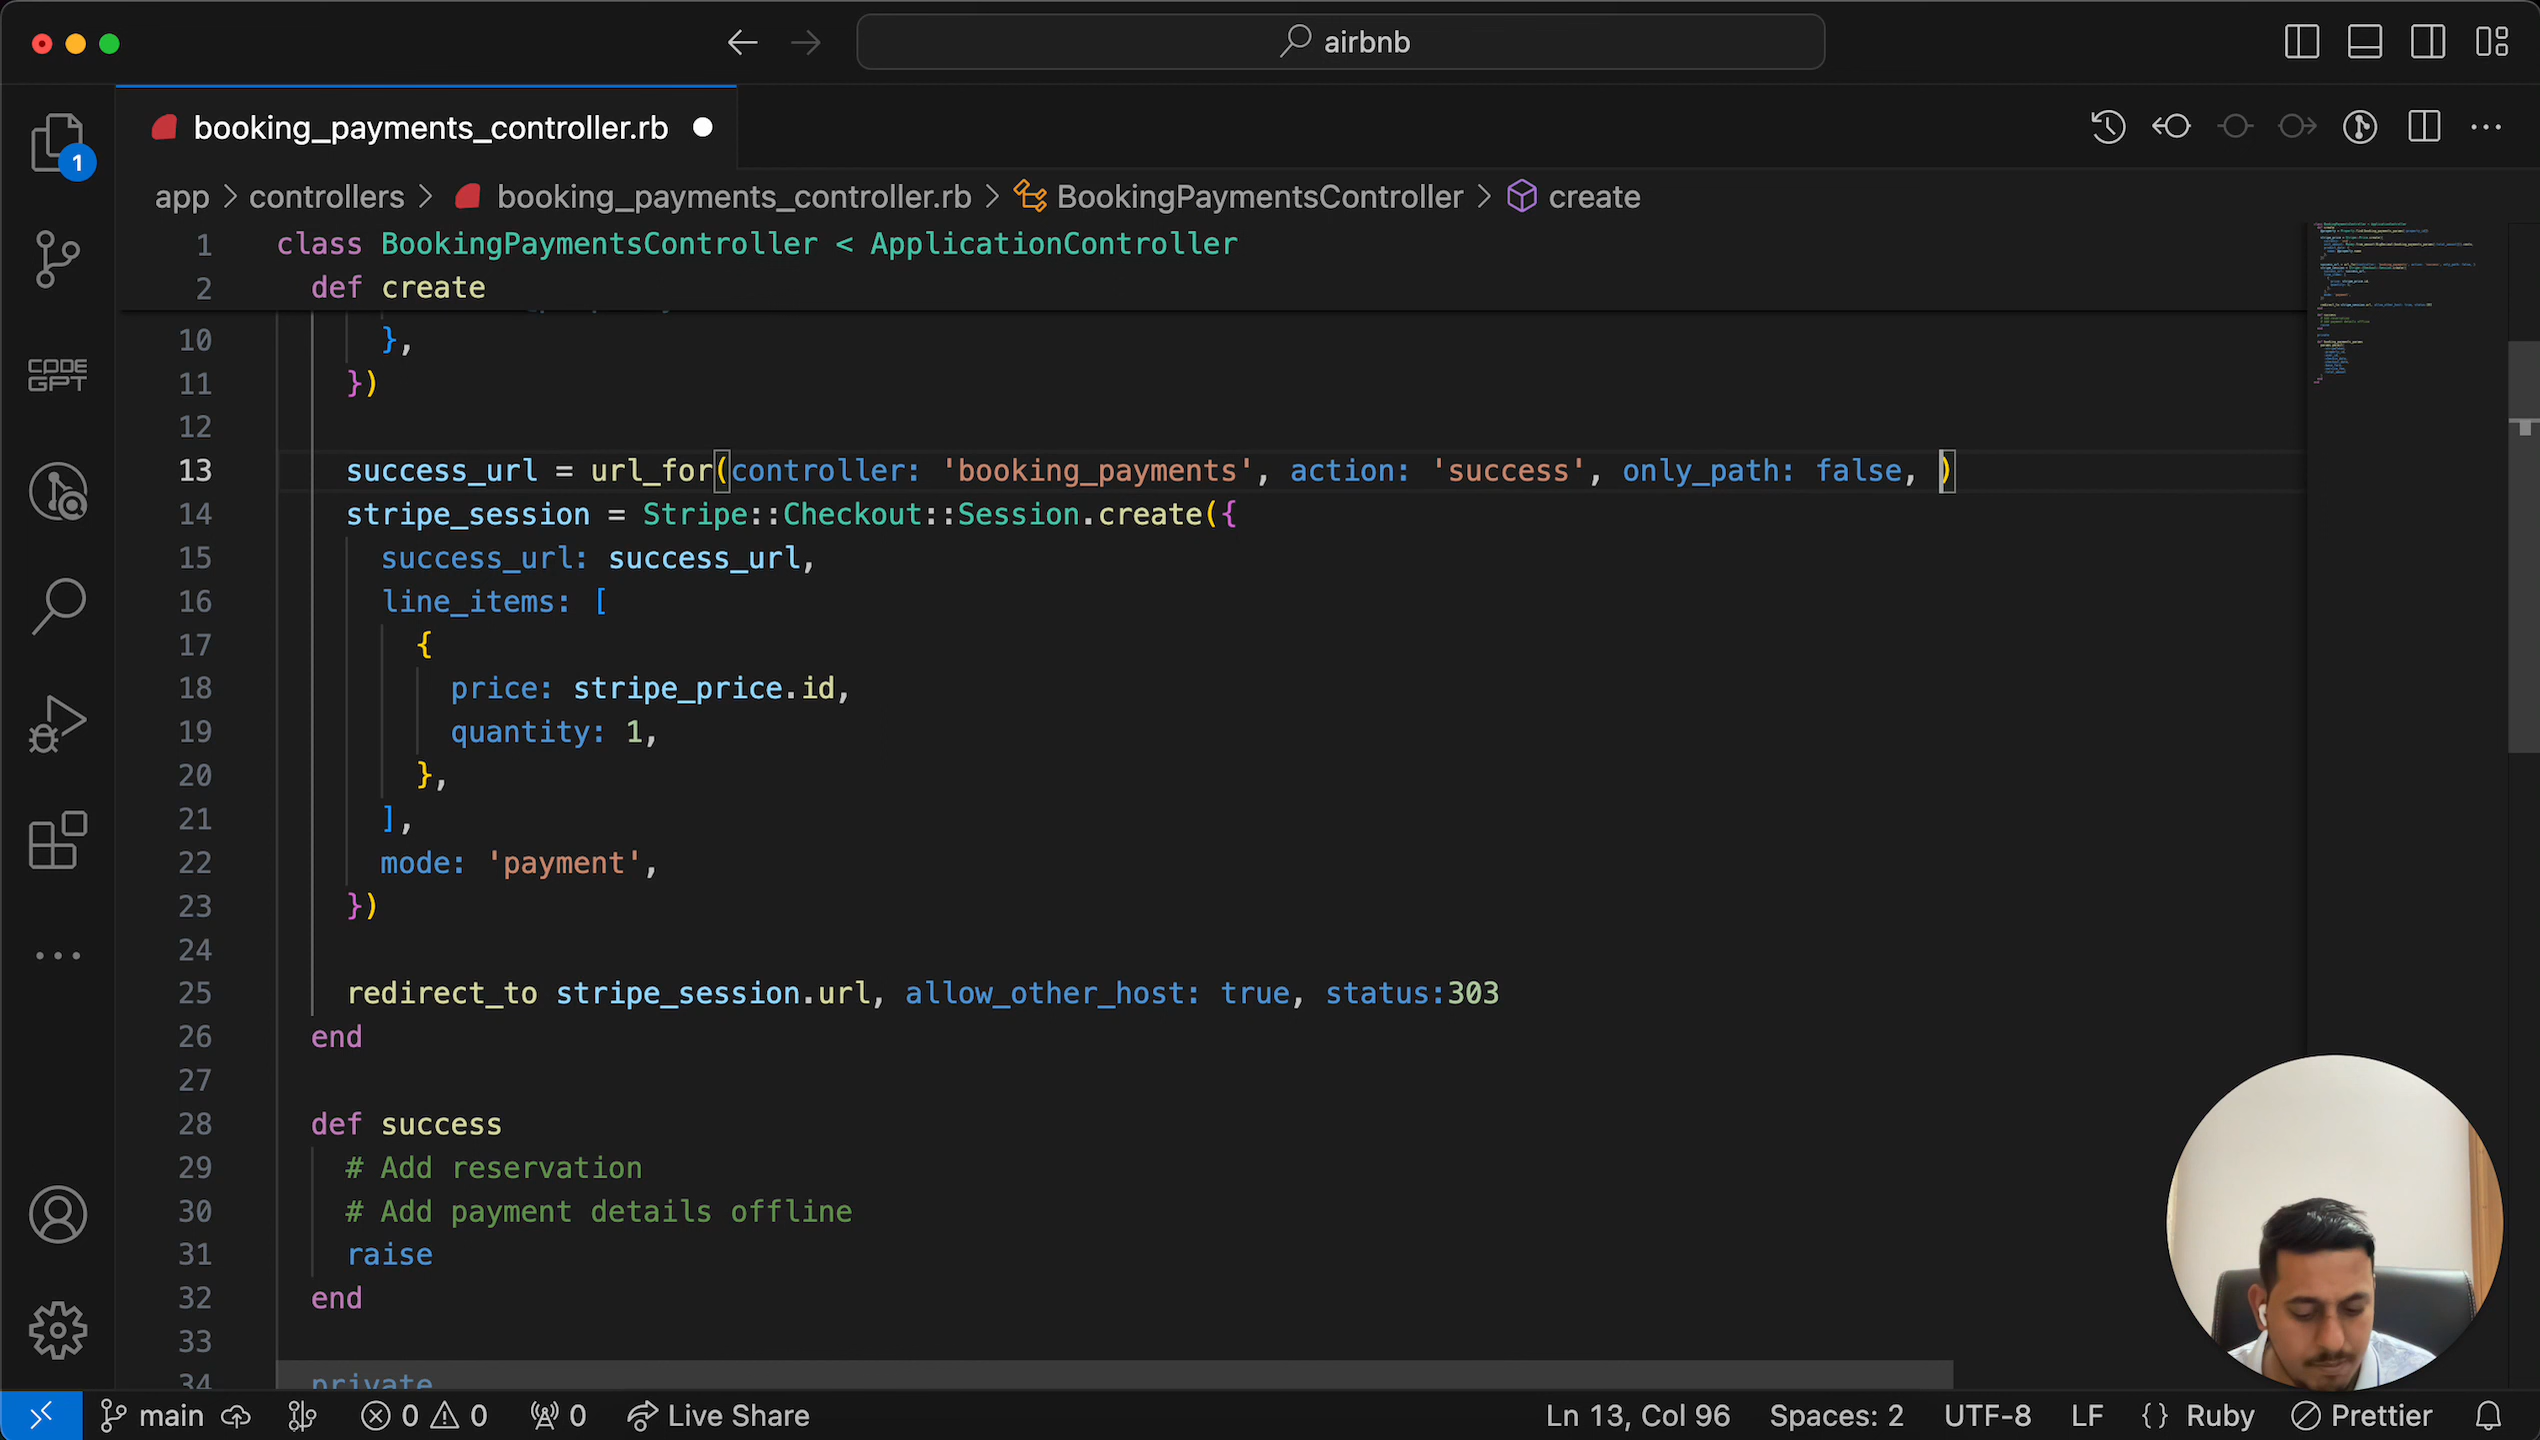 airbnb
booking_payments_controller.rb
1
app > controllers > booking_payments_controller.rb > BookingPaymentsController > create
CODE
GPT
1 class BookingPaymentsController < ApplicationController
2 def create
10 },
11 })
12
13 success_url = url_for(controller: 'booking_payments', action: 'success', only_path: false, )
14 stripe_session = Stripe::Checkout::Session.create({
15 success_url: success_url,
16 line_items: [
17 {
18 price: stripe_price.id,
19 quantity: 1,
20 },
21 ],
22 mode: 'payment',
23 })
24
25 redirect_to stripe_session.url, allow_other_host: true, status:303
26 end
27
28 def success
29 # Add reservation
30 # Add payment details offline
31 raise
32 end
33
34 private
main 0 0 0 Live Share Ln 13, Col 96 Spaces: 2 UTF-8 LF {} Ruby Prettier